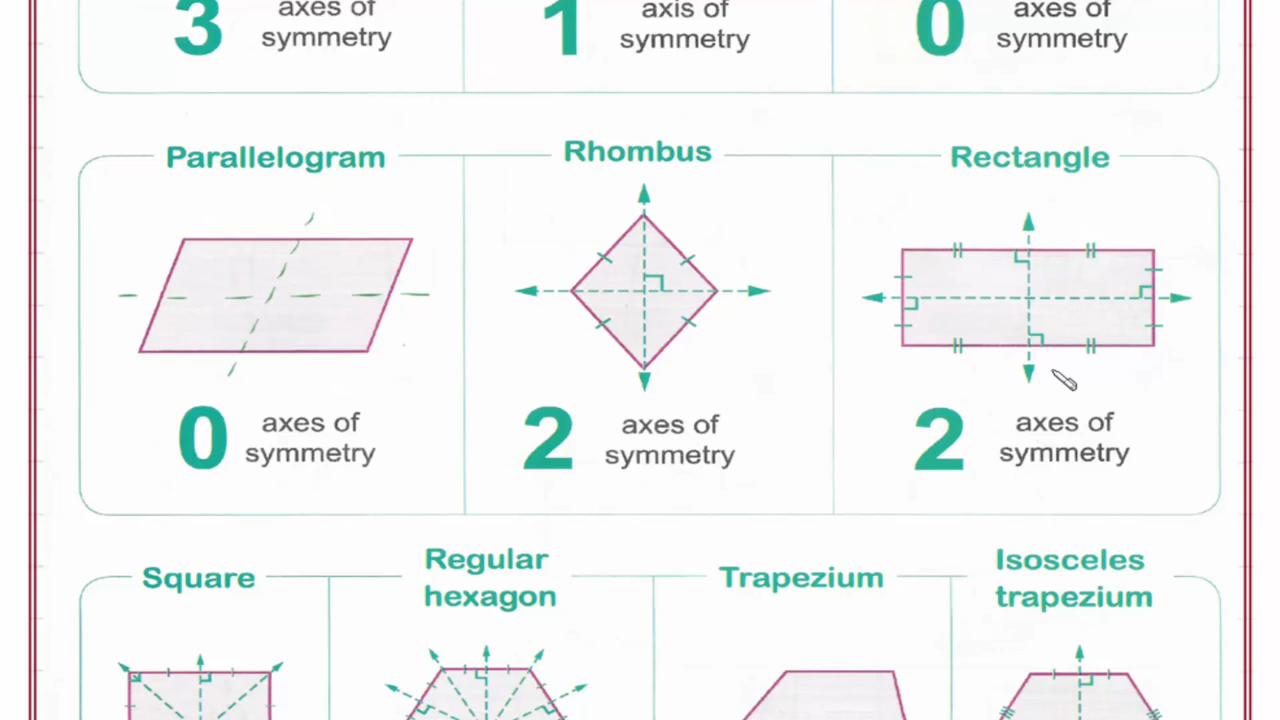 3 axes of
symmetry
1 axis of
symmetry
0 axes of
symmetry
Parallelogram
Rhombus
Rectangle
0 axes of
symmetry
2 axes of
symmetry
2 axes of
symmetry
Square
Regular
hexagon
Trapezium
Isosceles
trapezium